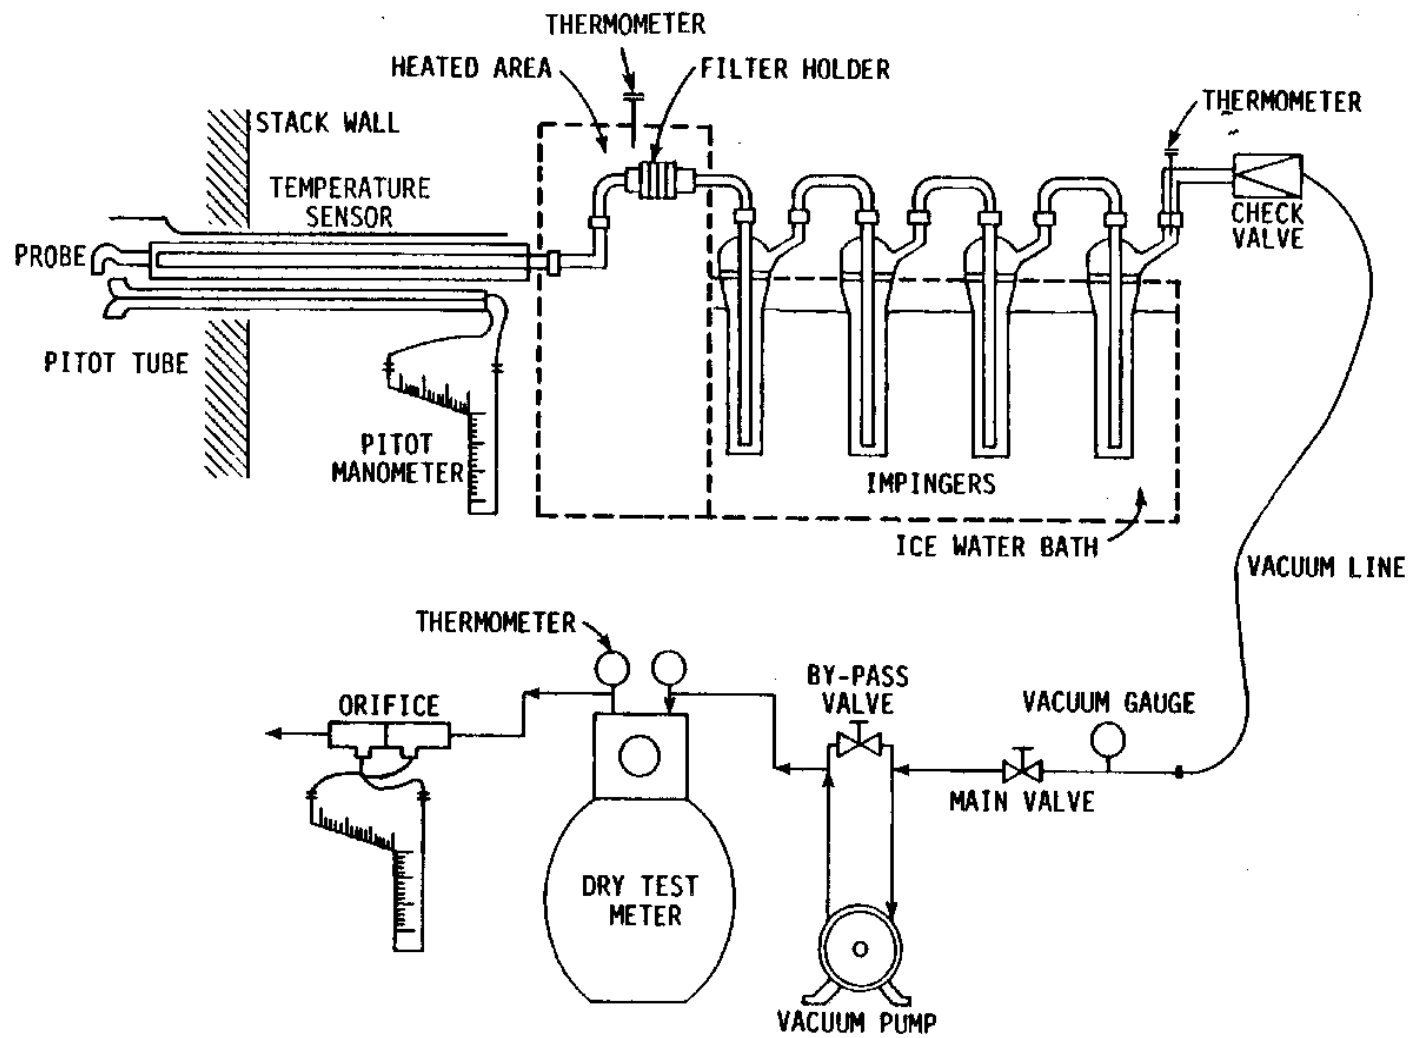 THERMOMETER
HEATED AREA
FILTER HOLDER
THERMOMETER
STACK WALL
TEMPERATURE
SENSOR
PROBE
CHECK
VALVE
PITOT TUBE
PITOT
MANOMETER
IMPINGERS
ICE WATER BATH
VACUUM LINE
THERMOMETER
BY-PASS
VALVE
VACUUM GAUGE
ORIFICE
MAIN VALVE
DRY TEST
METER
VACUUM PUMP